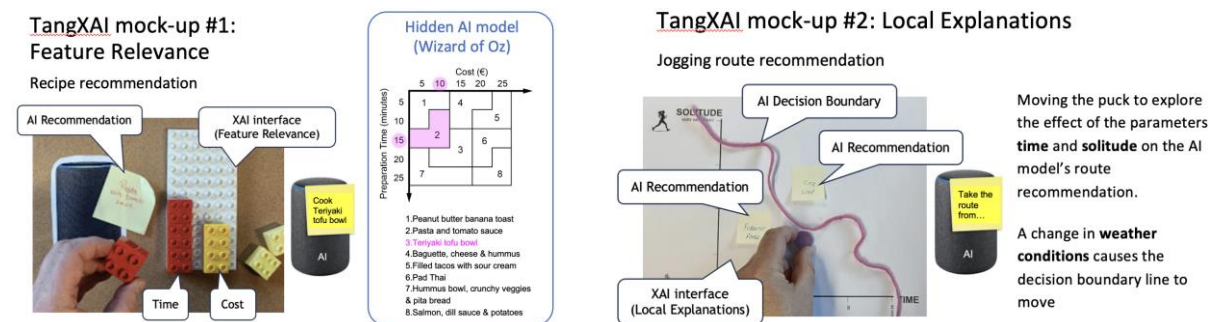 TangXAI mock-up #1:
Feature Relevance
Recipe recommendation
AI Recommendation
XAI interface
(Feature Relevance)
Cook
Teriyaki
tofu bowl
AI
Time
Cost
Hidden AI model
(Wizard of Oz)
Cost (€)
5 10 15 20 25
Preparation Time (minutes)
5
10
15
20
25
1
4
5
2
3
6
7
8
1.Peanut butter banana toast
2.Pasta and tomato sauce
3.Teriyaki tofu bowl
4.Baguette, cheese & hummus
5.Filled tacos with sour cream
6.Pad Thai
7.Hummus bowl, crunchy veggies
& pita bread
8.Salmon, dill sauce & potatoes
TangXAI mock-up #2: Local Explanations
Jogging route recommendation
SOLITUDE
AI Decision Boundary
AI Recommendation
AI Recommendation
XAI interface
(Local Explanations)
TIME
Take the
route
from...
AI
Moving the puck to explore
the effect of the parameters
time and solitude on the AI
model's route
recommendation.
A change in weather
conditions causes the
decision boundary line to
move